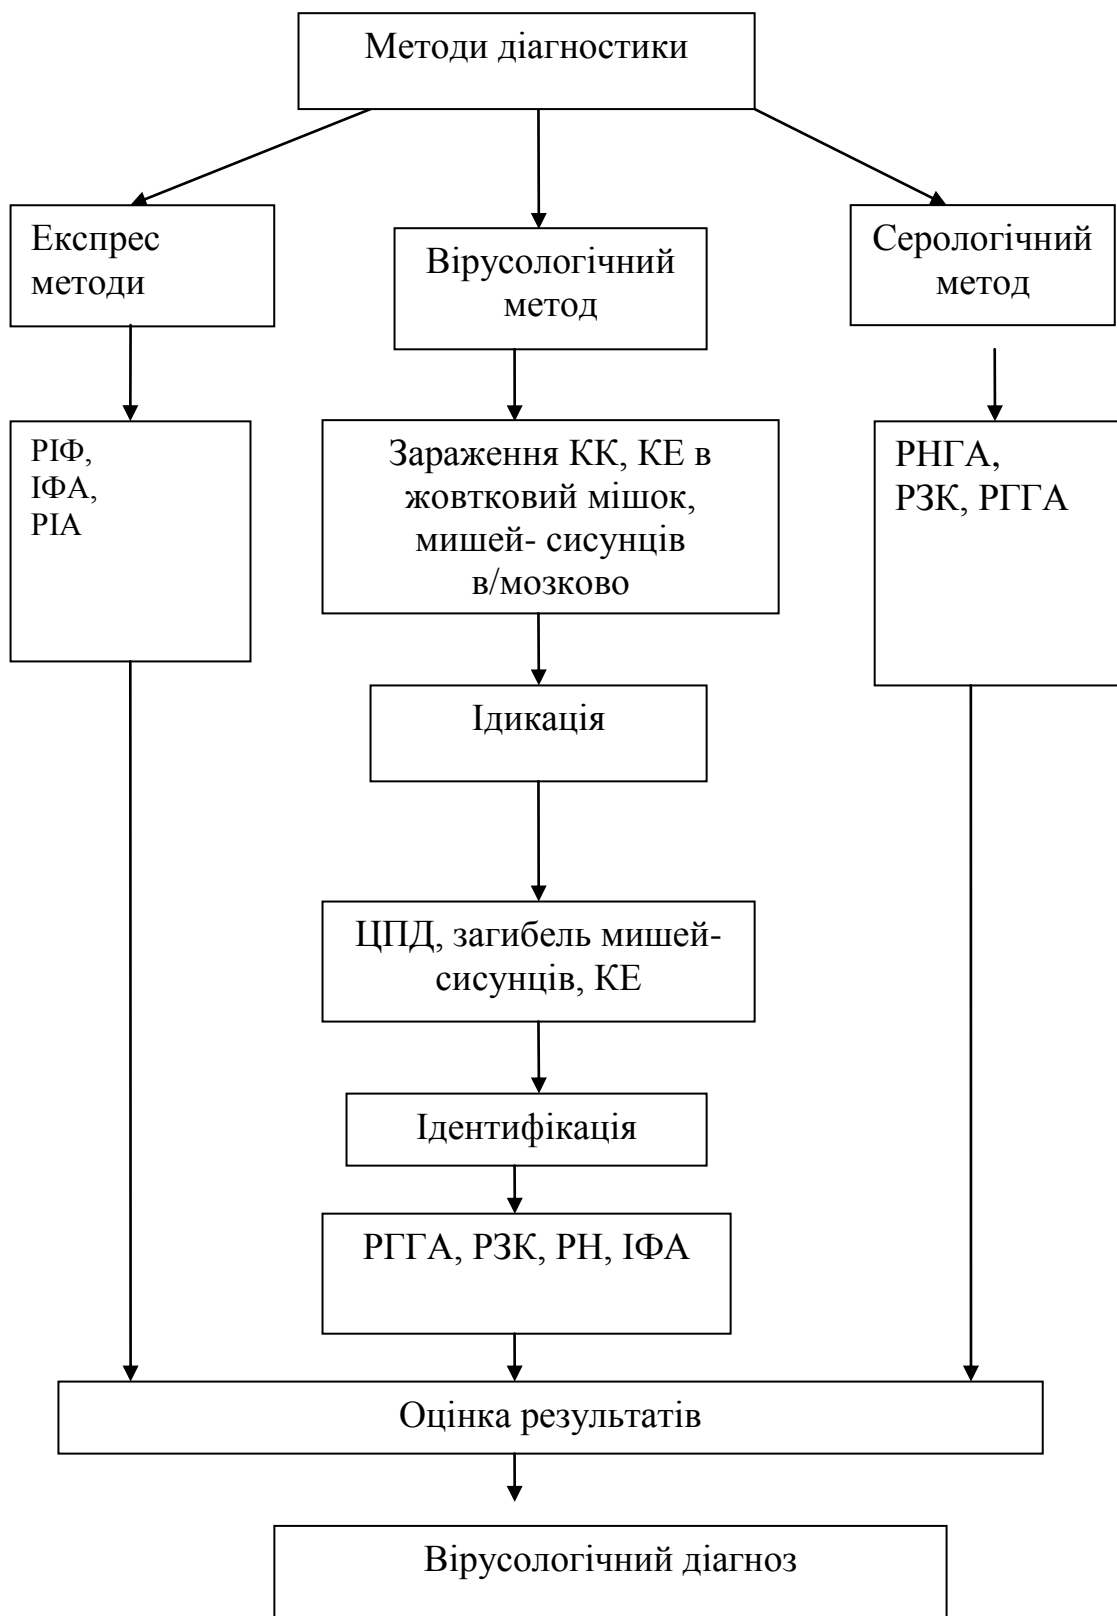 Методи діагностики
Експрес
методи
Вірусологічний
метод
Серологічний
метод
РІФ,
ІФА,
РІА
Зараження КК, КЕ в
жовтковий мішок,
мишей- сисунців
в/мозково
РНГА,
РЗК, РГГА
Ідикація
ЦПД, загибель мишей-
сисунців, КЕ
Ідентифікація
РГГА, РЗК, РН, ІФА
Оцінка результатів
Вірусологічний діагноз